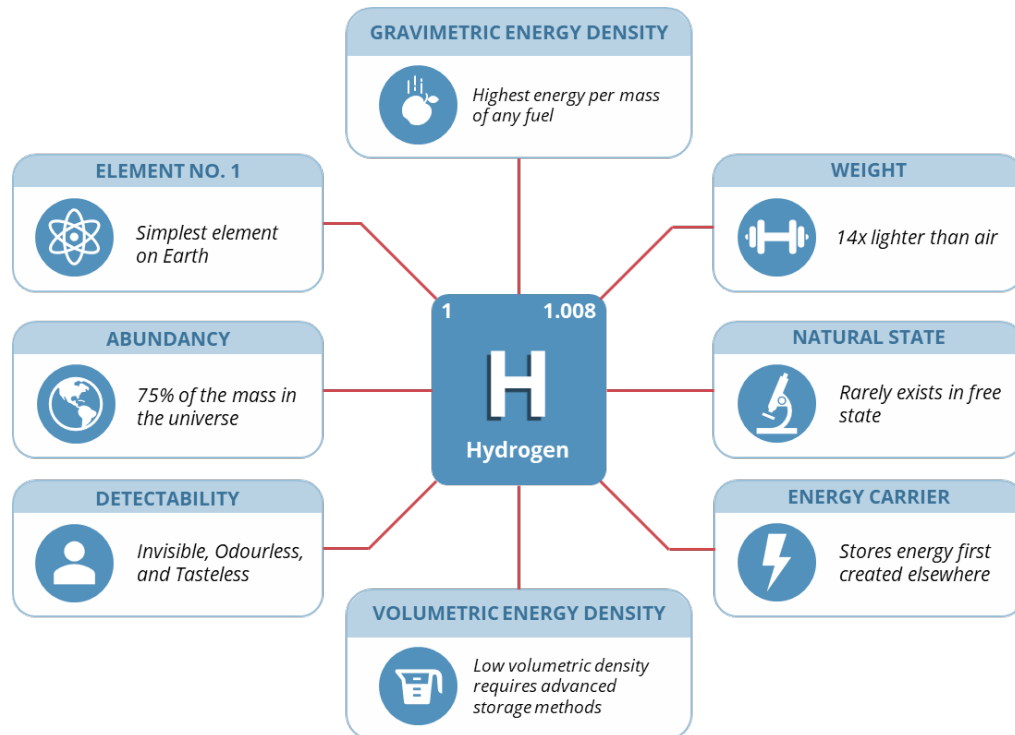 GRAVIMETRIC ENERGY DENSITY
Highest energy per mass
of any fuel
ELEMENT NO. 1
Simplest element
on Earth
WEIGHT
14x lighter than air
1
1.008
H
Hydrogen
ABUNDANCY
75% of the mass in
the universe
NATURAL STATE
Rarely exists in free
state
DETECTABILITY
Invisible, Odourless,
and Tasteless
ENERGY CARRIER
Stores energy first
created elsewhere
VOLUMETRIC ENERGY DENSITY
Low volumetric density
requires advanced
storage methods